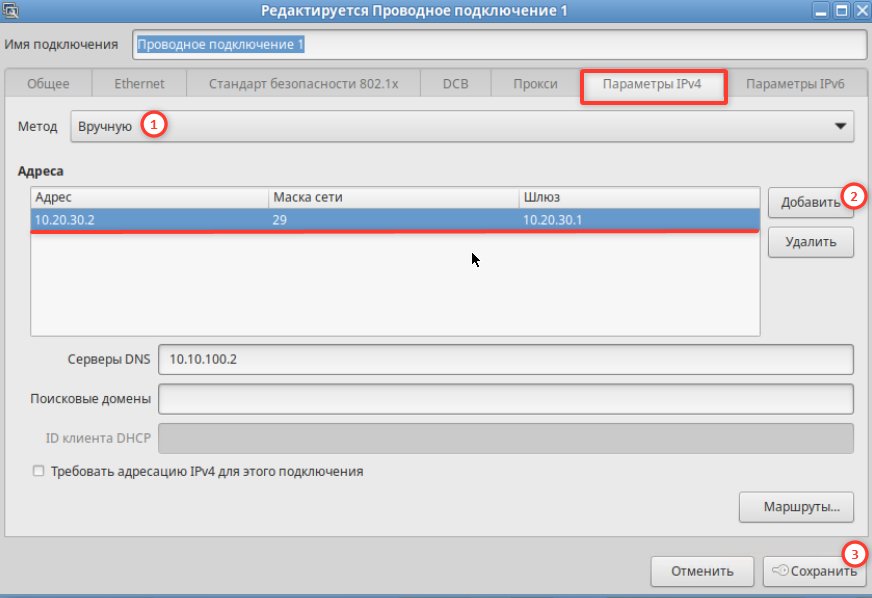 Редактируется Проводное подключение 1
Имя подключения Проводное подключение 1
Общее Ethernet Стандарт безопасности 802.1x DCB Прокси Параметры IPv4 Параметры IPv6
Метод Вручную 1
Адреса
Адрес Маска сети Шлюз
Добавить 2
10.20.30.2 29 10.20.30.1
Удалить
Серверы DNS 10.10.100.2
Поисковые домены
ID клиента DHCP
Требовать адресацию IPv4 для этого подключения
Маршруты...
3
Отменить Сохранить